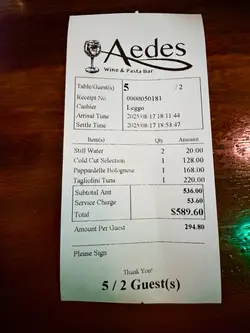 Aedes
Wine & Pasta Bar
Table/Guest(s) 5 / 2
Receipt No 0000050181
Cashier Leggo
Arrival Time 2025/08/17 18:11:44
Settle Time 2025/08/17 18:53:47
Item(s) Qty Amount
Still Water 2 20.00
Cold Cut Selection 1 128.00
Pappardelle Bolognese 1 168.00
Tagliolini Tuna 1 220.00
Subtotal Amt 536.00
Service Charge 53.60
Total $589.60
Amount Per Guest 294.80
Please Sign
Thank You!
5 / 2 Guest(s)